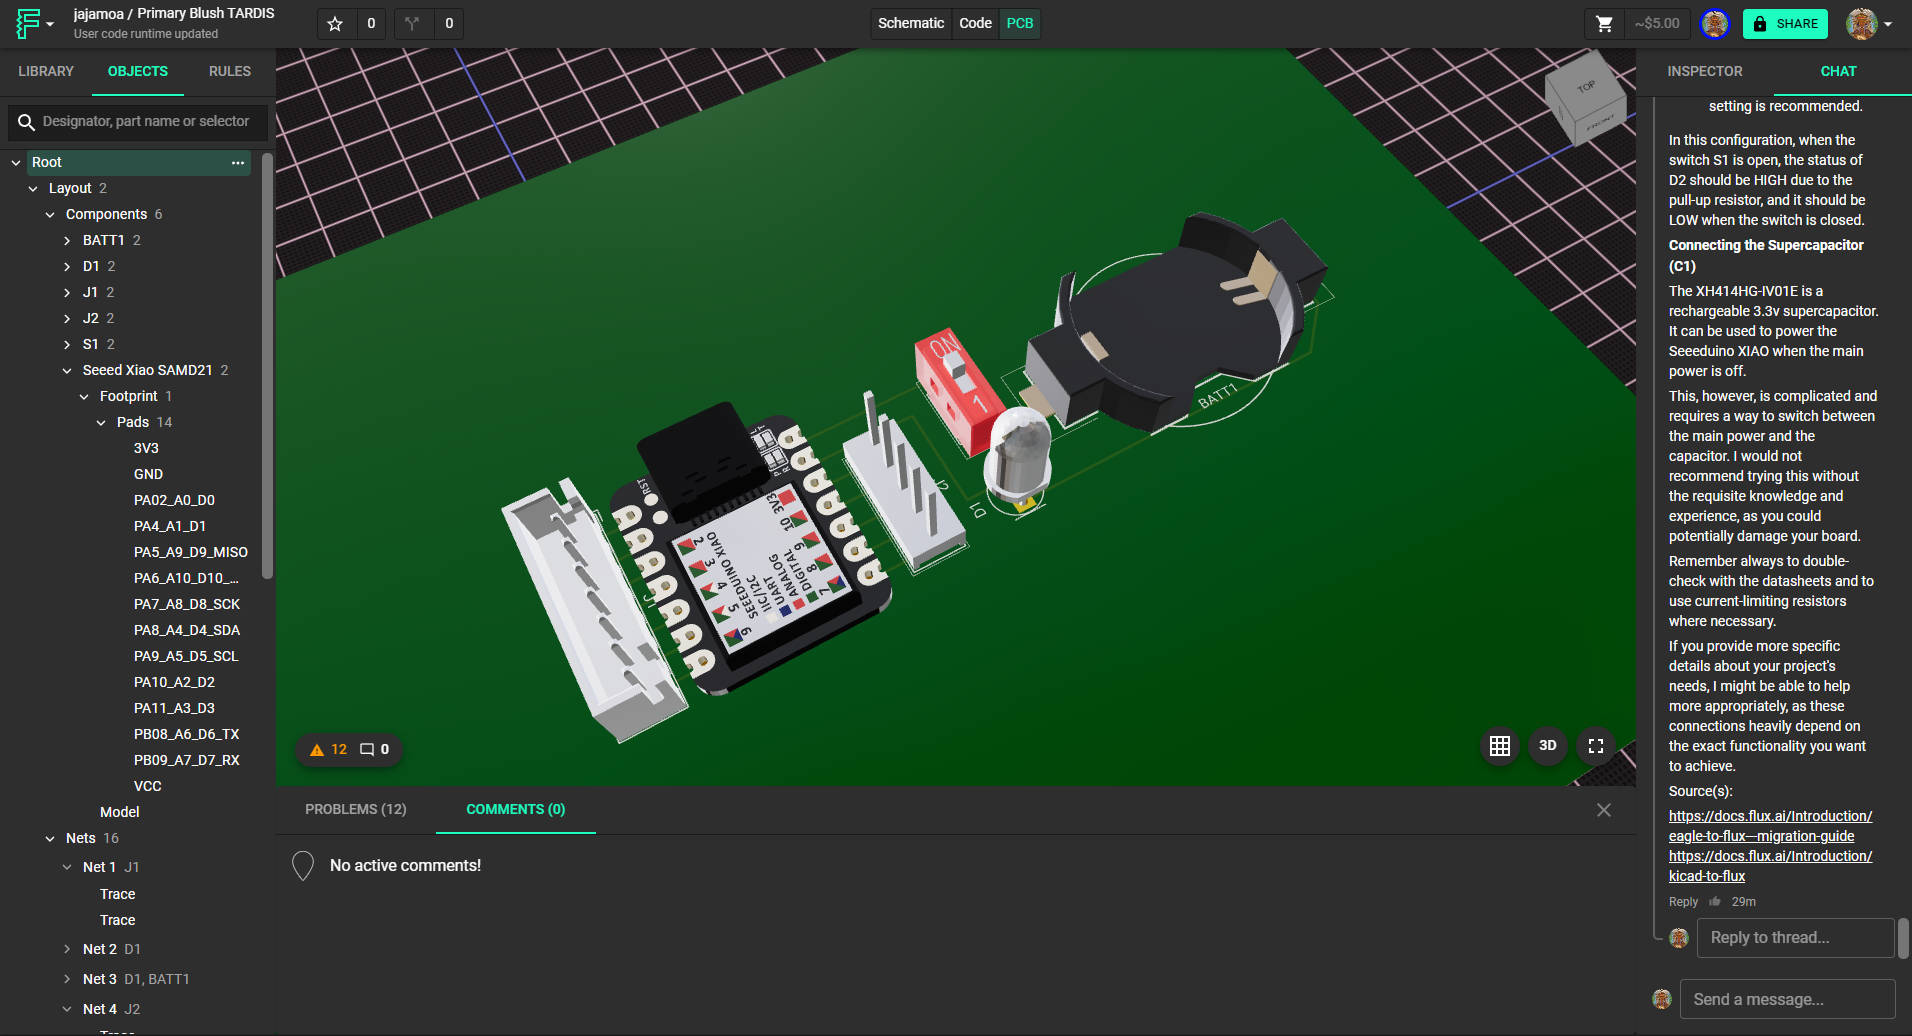 jajamoa / Primary Blush TARDIS
User code runtime updated
0
0
Schematic
Code
PCB
~$5.00
SHARE
LIBRARY
OBJECTS
RULES
Designator, part name or selector
Root
Layout 2
Components 6
BATT1 2
D1 2
J1 2
J2 2
S1 2
Seeed Xiao SAMD21 2
Footprint 1
Pads 14
3V3
GND
PA02_A0_D0
PA4_A1_D1
PA5_A9_D9_MISO
PA6_A10_D10_...
PA7_A8_D8_SCK
PA8_A4_D4_SDA
PA9_A5_D5_SCL
PA10_A2_D2
PA11_A3_D3
PB08_A6_D6_TX
PB09_A7_D7_RX
VCC
Model
Nets 16
Net 1 J1
Trace
Trace
Net 2 D1
Net 3 D1, BATT1
Net 4 J2
Trace
TOP
FRONT
ON
1
BATT1
D1
J2
J1
RST
3V3
10
9
8
7
2
3
4
5
6
SEEEDUINO XIAO
IIC/I2C
UART
ANALOG
DIGITAL
12
0
3D
PROBLEMS (12)
COMMENTS (0)
No active comments!
INSPECTOR
CHAT
setting is recommended.
In this configuration, when the
switch S1 is open, the status of
D2 should be HIGH due to the
pull-up resistor, and it should be
LOW when the switch is closed.
Connecting the Supercapacitor
(C1)
The XH414HG-IV01E is a
rechargeable 3.3v supercapacitor.
It can be used to power the
Seeeduino XIAO when the main
power is off.
This, however, is complicated and
requires a way to switch between
the main power and the
capacitor. I would not
recommend trying this without
the requisite knowledge and
experience, as you could
potentially damage your board.
Remember always to double-
check with the datasheets and to
use current-limiting resistors
where necessary.
If you provide more specific
details about your project's
needs, I might be able to help
more appropriately, as these
connections heavily depend on
the exact functionality you want
to achieve.
Source(s):
https://docs.flux.ai/Introduction/
eagle-to-flux---migration-guide
https://docs.flux.ai/Introduction/
kicad-to-flux
Reply
29m
Reply to thread...
Send a message...